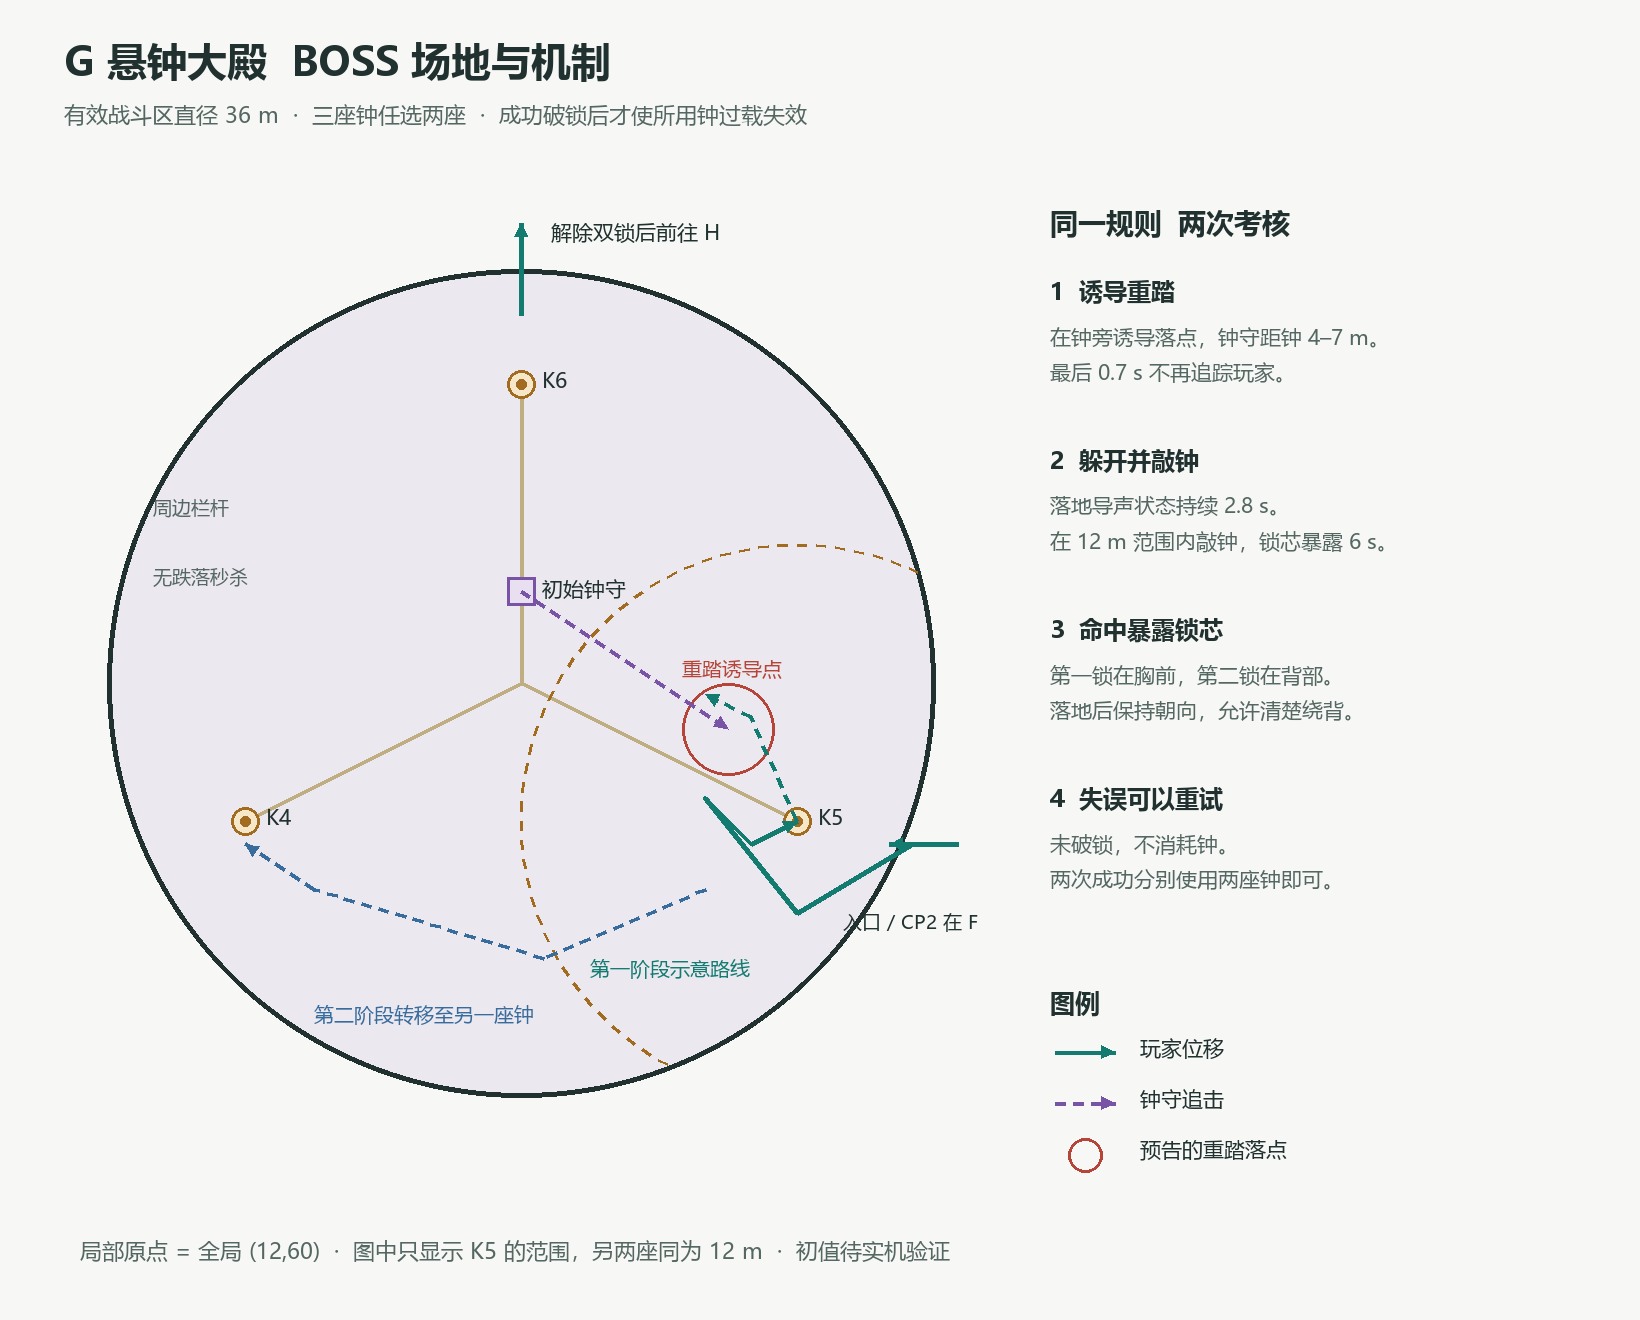 G 悬钟大殿 BOSS 场地与机制
有效战斗区直径 36 m · 三座钟任选两座 · 成功破锁后才使所用钟过载失效
解除双锁后前往 H
K6
周边栏杆
无跌落秒杀
初始钟守
重踏诱导点
K4
K5
入口 / CP2 在 F
第一阶段示意路线
第二阶段转移至另一座钟
同一规则 两次考核
1 诱导重踏
在钟旁诱导落点，钟守距钟 4–7 m。
最后 0.7 s 不再追踪玩家。
2 躲开并敲钟
落地导声状态持续 2.8 s。
在 12 m 范围内敲钟，锁芯暴露 6 s。
3 命中暴露锁芯
第一锁在胸前，第二锁在背部。
落地后保持朝向，允许清楚绕背。
4 失误可以重试
未破锁，不消耗钟。
两次成功分别使用两座钟即可。
图例
玩家位移
钟守追击
预告的重踏落点
局部原点 = 全局 (12,60) · 图中只显示 K5 的范围，另两座同为 12 m · 初值待实机验证